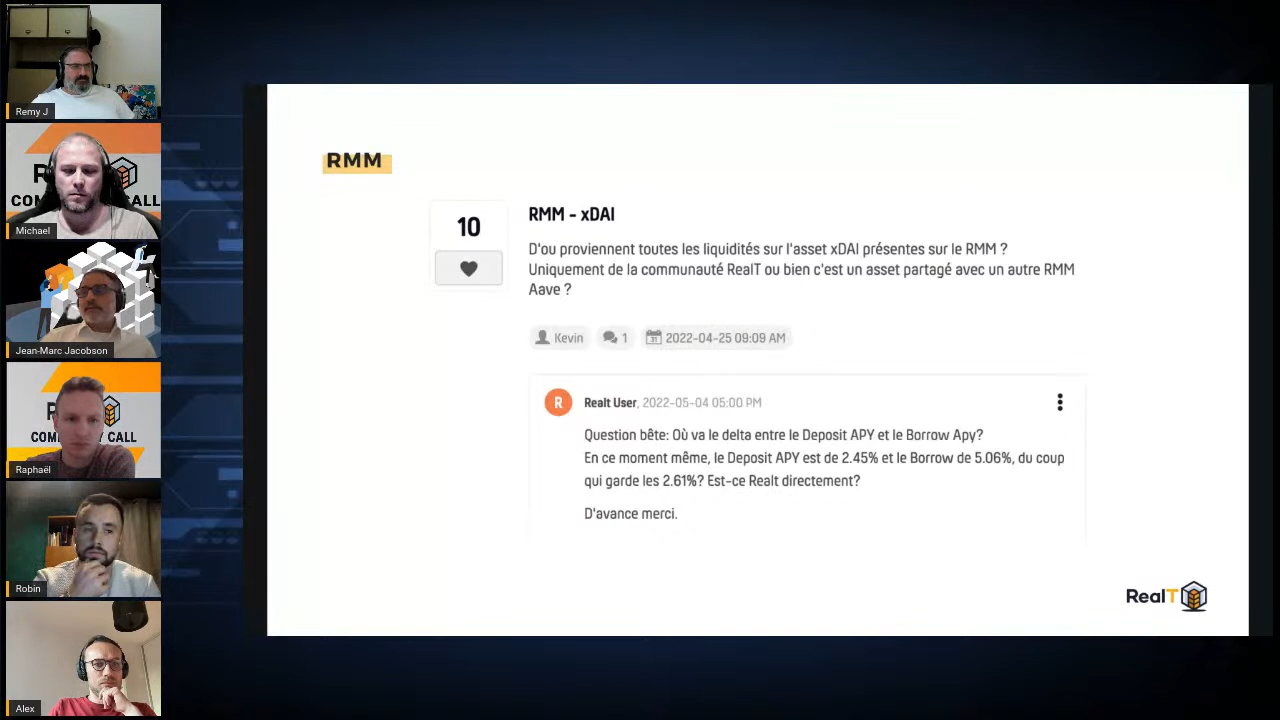 Remy J
Michael
Jean-Marc Jacobson
COMMUNITY CALL
Raphaël
Robin
Alex
RMM
10
RMM - xDAI
D'ou proviennent toutes les liquidités sur l'asset xDAI présentes sur le RMM ?
Uniquement de la communauté RealT ou bien c'est un asset partagé avec un autre RMM
Aave ?
Kevin
1
31
2022-04-25 09:09 AM
R
Realt User, 2022-05-04 05:00 PM
Question bête: Où va le delta entre le Deposit APY et le Borrow Apy?
En ce moment même, le Deposit APY est de 2.45% et le Borrow de 5.06%, du coup
qui garde les 2.61%? Est-ce Realt directement?
D'avance merci.
RealT